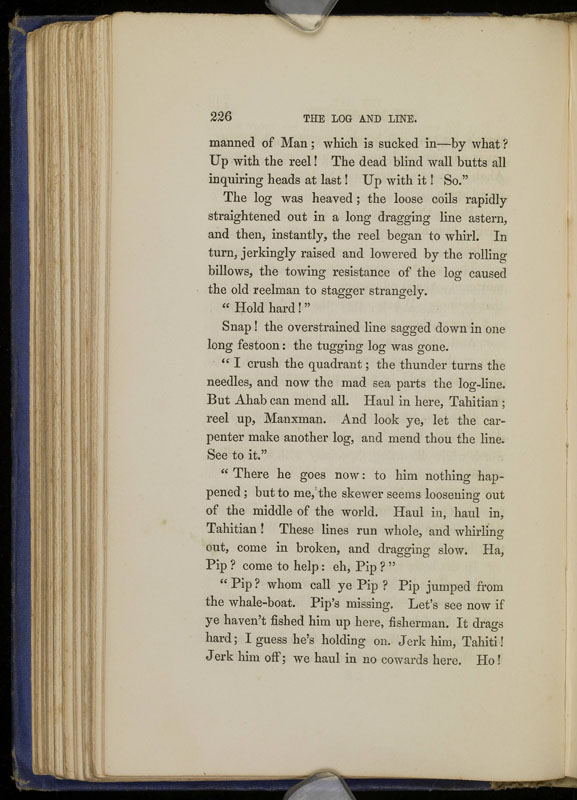 226 THE LOG AND LINE.
manned of Man; which is sucked in—by what?
Up with the reel! The dead blind wall butts all
inquiring heads at last! Up with it! So.”
The log was heaved; the loose coils rapidly
straightened out in a long dragging line astern,
and then, instantly, the reel began to whirl. In
turn, jerkingly raised and lowered by the rolling
billows, the towing resistance of the log caused
the old reelman to stagger strangely.
“Hold hard!”
Snap! the overstrained line sagged down in one
long festoon: the tugging log was gone.
“I crush the quadrant; the thunder turns the
needles, and now the mad sea parts the log-line.
But Ahab can mend all. Haul in here, Tahitian;
reel up, Manxman. And look ye, let the car-
penter make another log, and mend thou the line.
See to it.”
“There he goes now: to him nothing hap-
pened; but to me, the skewer seems loosening out
of the middle of the world. Haul in, haul in,
Tahitian! These lines run whole, and whirling
out, come in broken, and dragging slow. Ha,
Pip? come to help: eh, Pip?”
“Pip? whom call ye Pip? Pip jumped from
the whale-boat. Pip’s missing. Let’s see now if
ye haven’t fished him up here, fisherman. It drags
hard; I guess he’s holding on. Jerk him, Tahiti!
Jerk him off; we haul in no cowards here. Ho!